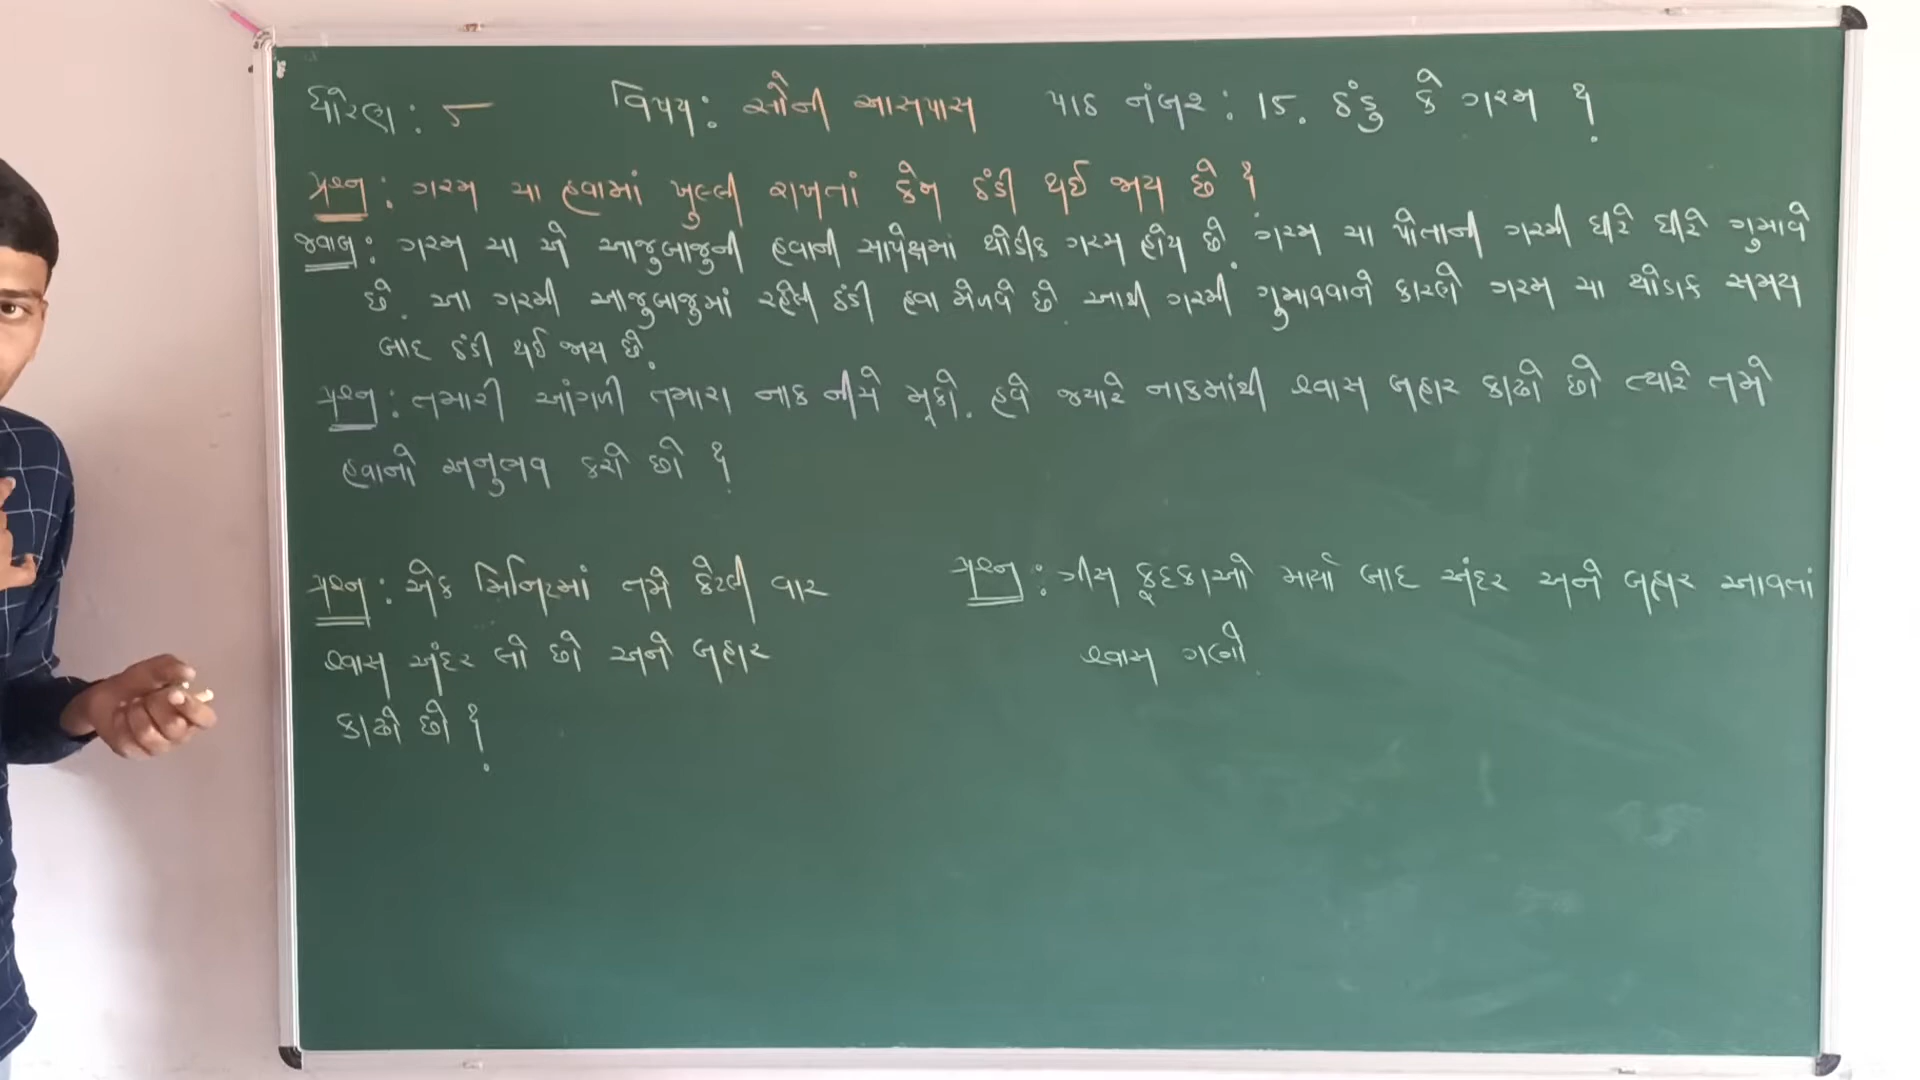 ધોરણ : ૫ વિષય : સૌની આસપાસ પાઠ નંબર : 15. ઠંડુ કે ગરમ ?
પ્રશ્ન : ગરમ ચા હવામાં ખુલ્લી રાખતાં કેમ ઠંડી થઈ જાય છે ?
જવાબ : ગરમ ચા એ આજુબાજુની હવાની સાપેક્ષમાં થોડીક ગરમ હોય છે. ગરમ ચા પોતાની ગરમી ધીરે ધીરે ગુમાવે
છે. આ ગરમી આજુબાજુમાં રહેલી ઠંડી હવા મેળવે છે. આથી ગરમી ગુમાવવાને કારણે ગરમ ચા થોડાક સમય
બાદ ઠંડી થઈ જાય છે.
પ્રશ્ન : તમારી આંગળી તમારા નાક નીચે મૂકો. હવે જ્યારે નાકમાંથી શ્વાસ બહાર કાઢો છો ત્યારે તમે
હવાનો અનુભવ કરો છો ?
પ્રશ્ન : એક મિનિટમાં તમે કેટલી વાર
શ્વાસ અંદર લો છો અને બહાર
કાઢો છો ?
પ્રશ્ન : ત્રીસ કૂદકાઓ માર્યા બાદ અંદર અને બહાર આવતાં
શ્વાસ ગણો.